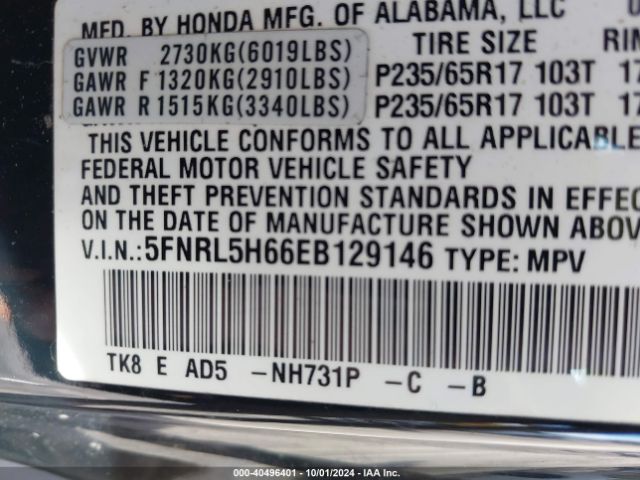 MFD. BY HONDA MFG. OF ALABAMA, LLC
GVWR 2730KG(6019LBS) TIRE SIZE RIM
GAWR F 1320KG(2910LBS) P235/65R17 103T 17
GAWR R 1515KG(3340LBS) P235/65R17 103T 17
THIS VEHICLE CONFORMS TO ALL APPLICABLE
FEDERAL MOTOR VEHICLE SAFETY
AND THEFT PREVENTION STANDARDS IN EFFEC
ON THE DATE OF MANUFACTURE SHOWN ABOV
V.I.N.:5FNRL5H66EB129146 TYPE: MPV
TK8 E AD5 -NH731P -C -B
000-40496401 - 10/01/2024 - IAA Inc.